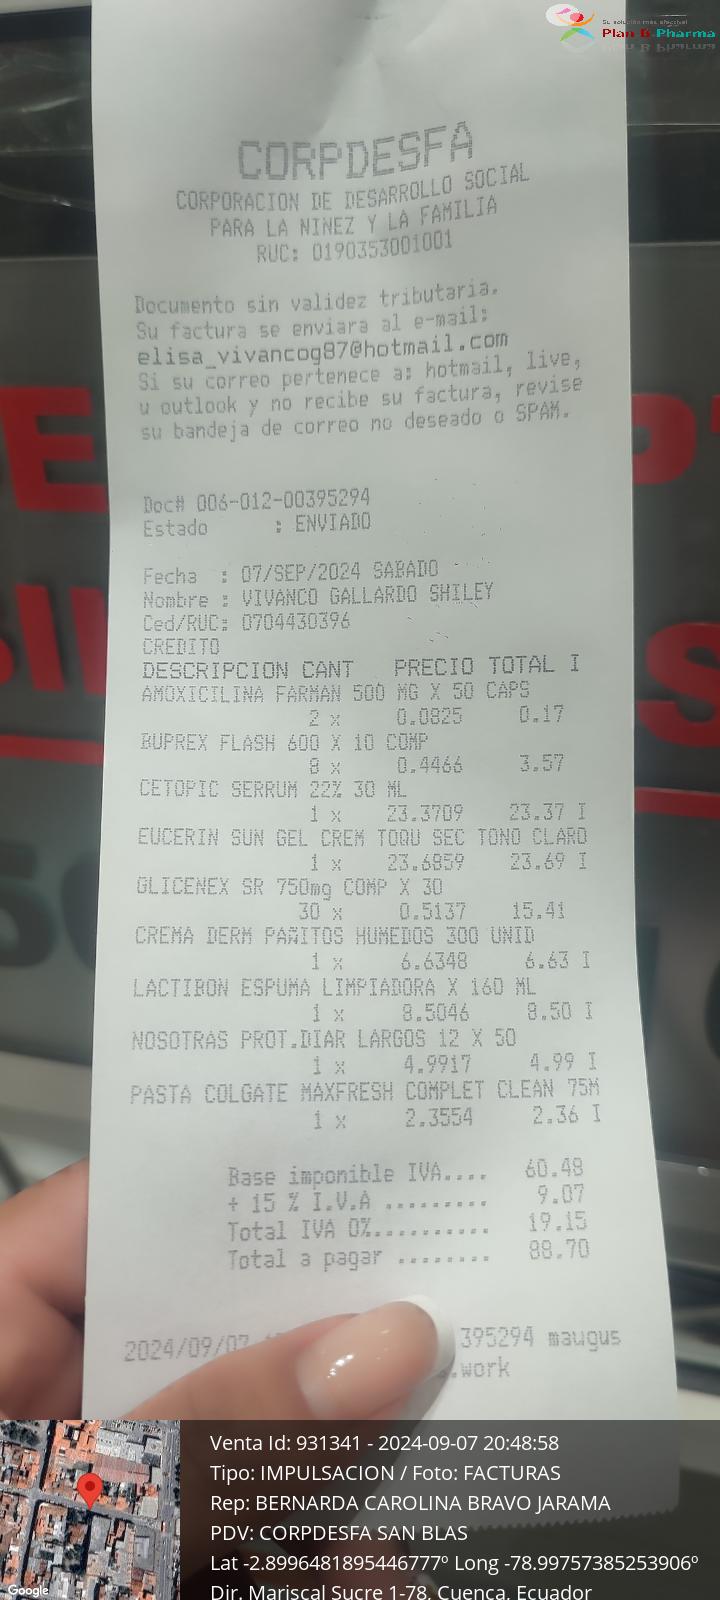 Su solución más efectiva!
Plan B Pharma
CORPDESFA
CORPORACION DE DESARROLLO SOCIAL
PARA LA NIÑEZ Y LA FAMILIA
RUC: 0190353001001
Documento sin validez tributaria.
Su factura se enviara al e-mail:
elisa_vivancog87@hotmail.com
Si su correo pertenece a: hotmail, live,
u outlook y no recibe su factura, revise
su bandeja de correo no deseado o SPAM.
Doc# 006-012-00395294
Estado : ENVIADO
Fecha : 07/SEP/2024 SABADO
Nombre : VIVANCO GALLARDO SHILEY
Ced/RUC: 0704430396
CREDITO
DESCRIPCION CANT PRECIO TOTAL I
AMOXICILINA FARMAN 500 MG X 50 CAPS
2 x 0.0825 0.17
BUPREX FLASH 600 X 10 COMP
8 x 0.4466 3.57
CETOPIC SERRUM 22% 30 ML
1 x 23.3709 23.37 I
EUCERIN SUN GEL CREM TOQU SEC TONO CLARO
1 x 23.6859 23.69 I
GLICENEX SR 750mg COMP X 30
30 x 0.5137 15.41
CREMA DERM PAÑITOS HUMEDOS 300 UNID
1 x 6.6348 6.63 I
LACTIBON ESPUMA LIMPIADORA X 160 ML
1 x 8.5046 8.50 I
NOSOTRAS PROT.DIAR LARGOS 12 X 50
1 x 4.9917 4.99 I
PASTA COLGATE MAXFRESH COMPLET CLEAN 75M
1 x 2.3554 2.36 I
Base imponible IVA.... 60.48
+ 15 % I.V.A ......... 9.07
Total IVA 0%........... 19.15
Total a pagar ........ 88.70
2024/09/07 395294 maugus
.work
Venta Id: 931341 - 2024-09-07 20:48:58
Tipo: IMPULSACION / Foto: FACTURAS
Rep: BERNARDA CAROLINA BRAVO JARAMA
PDV: CORPDESFA SAN BLAS
Lat -2.8996481895446777º Long -78.99757385253906º
Dir. Mariscal Sucre 1-78, Cuenca, Ecuador
Google